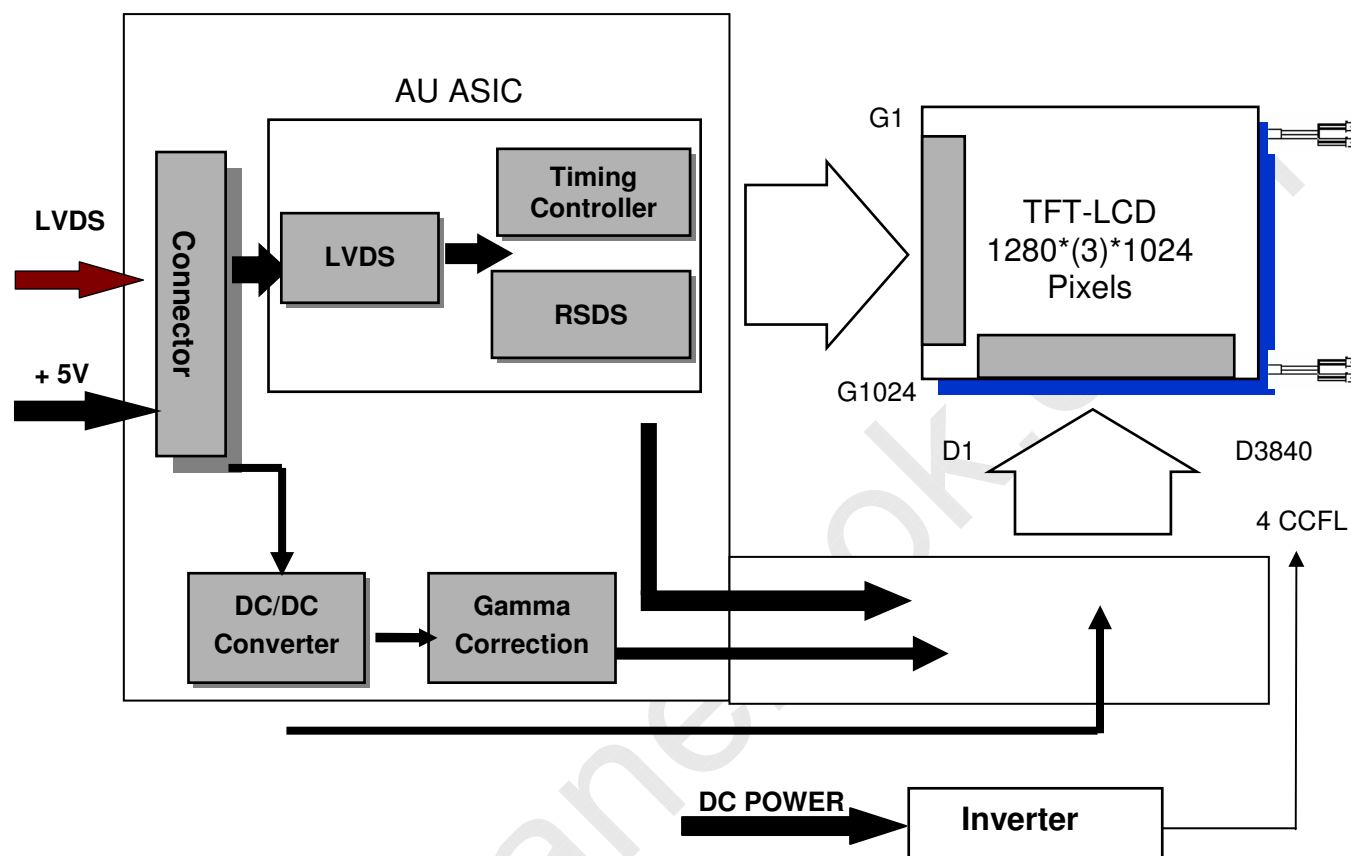 AU ASIC
G1
Timing
Controller
LVDS
LVDS
Connector
TFT-LCD
1280*(3)*1024
Pixels
RSDS
+ 5V
G1024
D1
D3840
4 CCFL
DC/DC
Converter
Gamma
Correction
DC POWER
Inverter